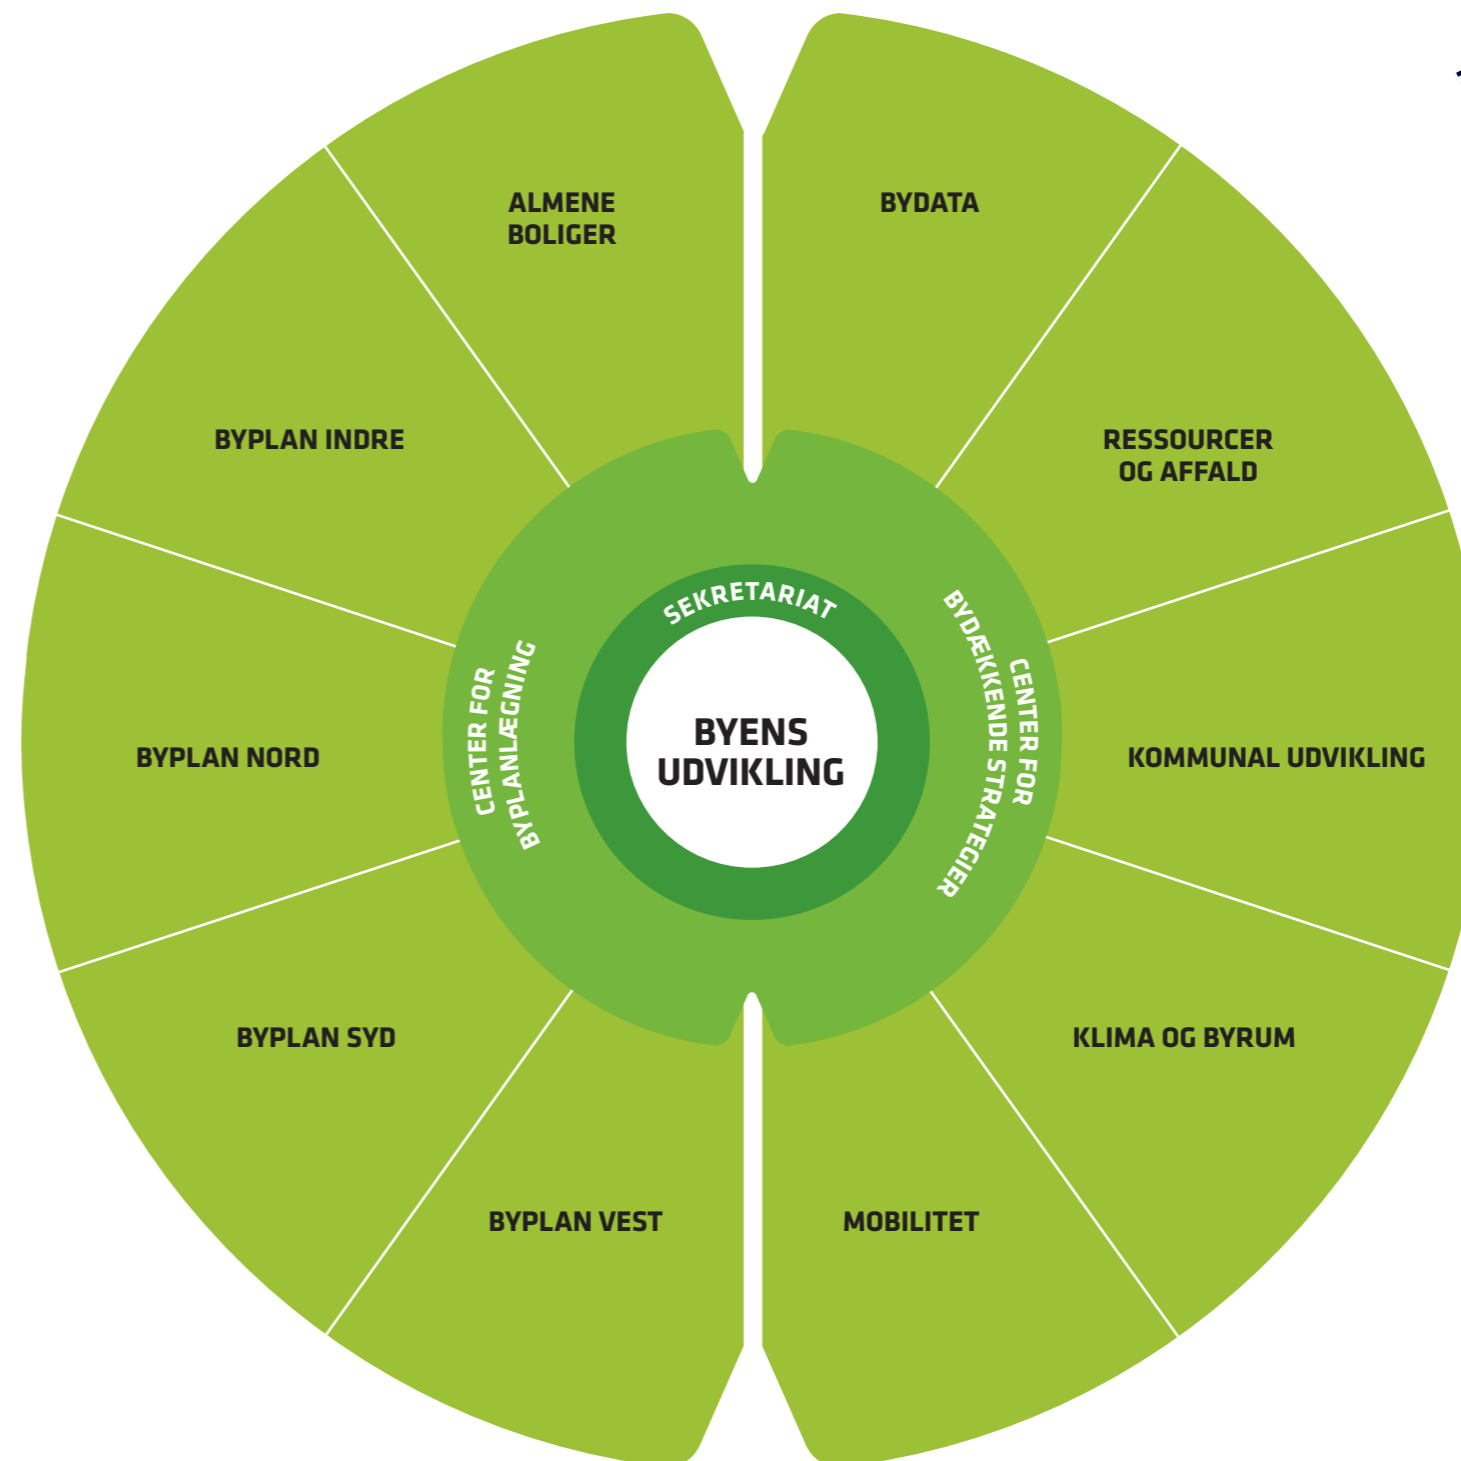 ALMENE
BOLIGER
BYDATA
BYPLAN INDRE
RESSOURCER
OG AFFALD
SEKRETARIAT
CENTER FOR
BYPLANLÆGNING
CENTER FOR
BYDÆKKENDE STRATEGIER
BYENS
UDVIKLING
BYPLAN NORD
KOMMUNAL UDVIKLING
BYPLAN SYD
KLIMA OG BYRUM
BYPLAN VEST
MOBILITET